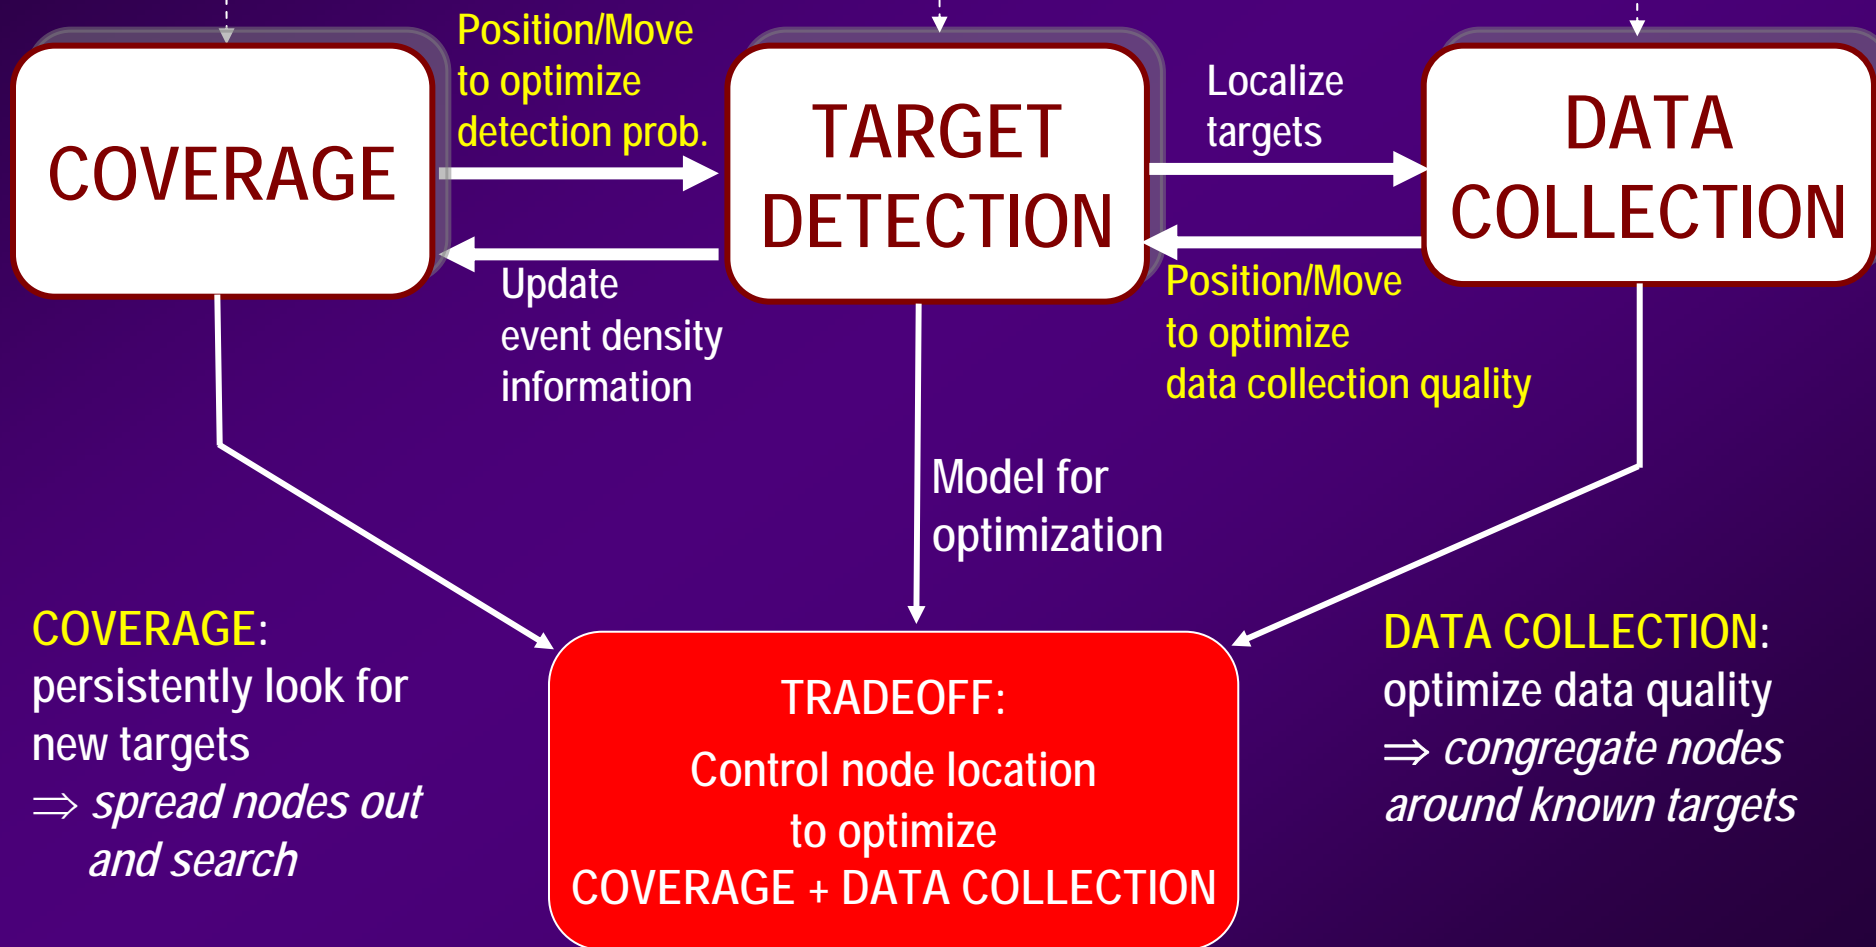 COVERAGE
Position/Move
to optimize
detection prob.
TARGET
DETECTION
Localize
targets
DATA
COLLECTION
Update
event density
information
Position/Move
to optimize
data collection quality
Model for
optimization
COVERAGE:
persistently look for
new targets
⇒ spread nodes out
and search
TRADEOFF:
Control node location
to optimize
COVERAGE + DATA COLLECTION
DATA COLLECTION:
optimize data quality
⇒ congregate nodes
around known targets